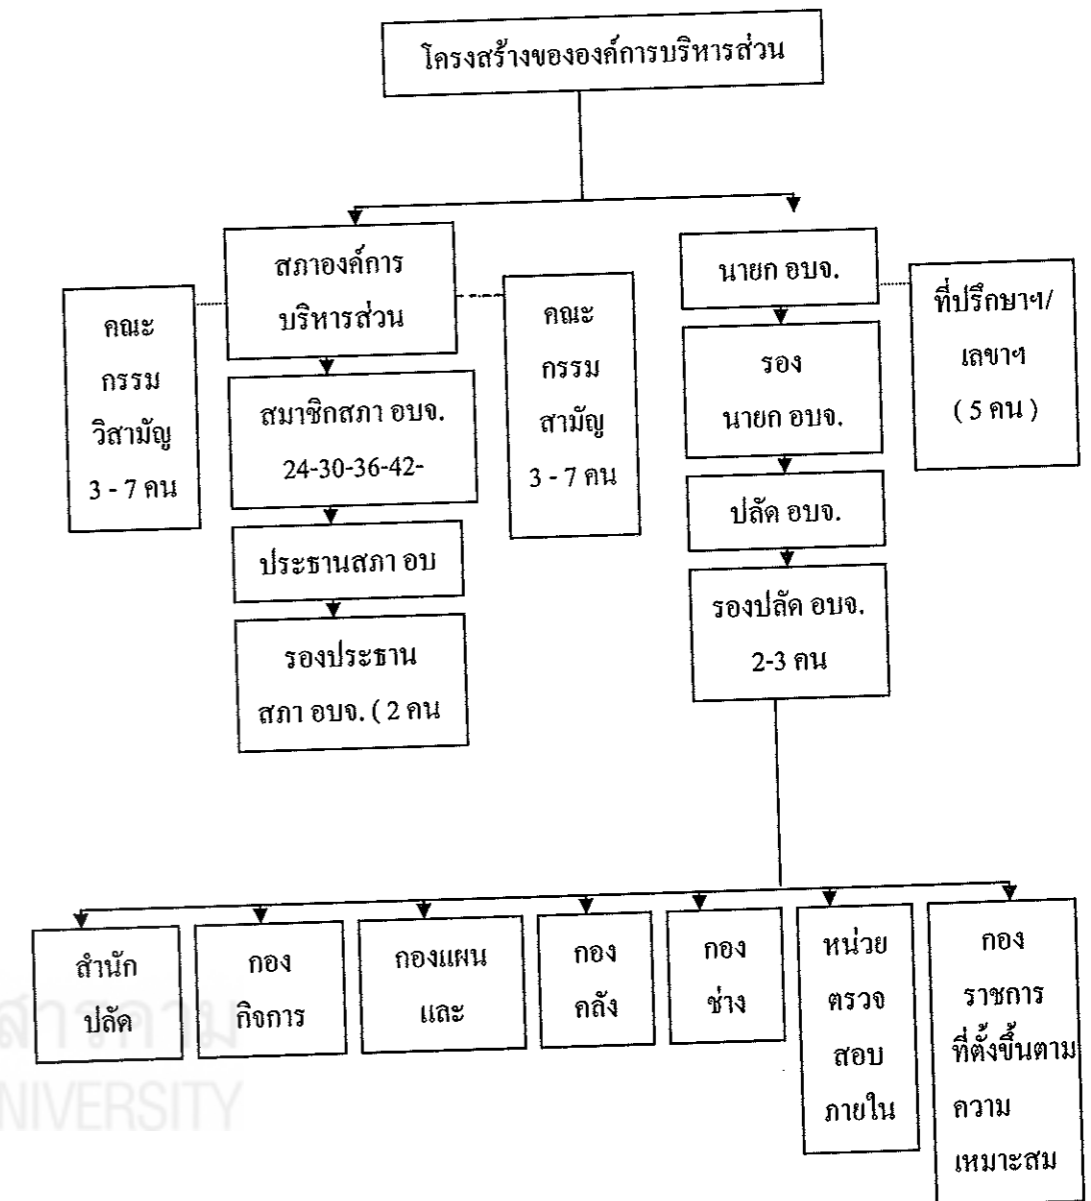 โครงสร้างขององค์การบริหารส่วน
สภาองค์การ
บริหารส่วน
นายก อบจ.
ที่ปรึกษาฯ/
เลขาฯ
( 5 คน )
คณะ
กรรม
วิสามัญ
3 - 7 คน
คณะ
กรรม
สามัญ
3 - 7 คน
สมาชิกสภา อบจ.
24-30-36-42-
ประธานสภา อบ
รองประธาน
สภา อบจ. ( 2 คน
รอง
นายก อบจ.
ปลัด อบจ.
รองปลัด อบจ.
2-3 คน
สำนัก
ปลัด
กอง
กิจการ
กองแผน
และ
กอง
คลัง
กอง
ช่าง
หน่วย
ตรวจ
สอบ
ภายใน
กอง
ราชการ
ที่ตั้งขึ้นตาม
ความ
เหมาะสม
สารคาม
NIVERSITY